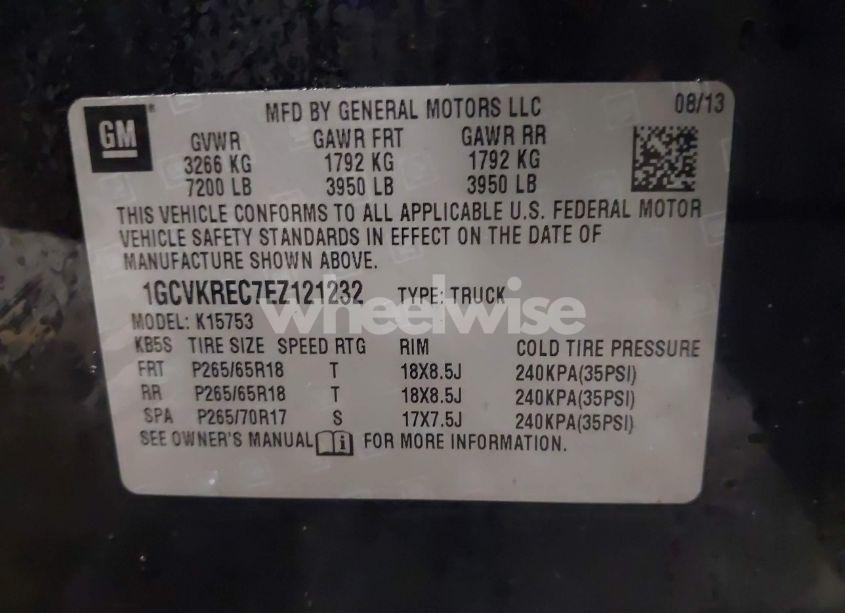 GM ®
MFD BY GENERAL MOTORS LLC 08/13
GVWR GAWR FRT GAWR RR
3266 KG 1792 KG 1792 KG
7200 LB 3950 LB 3950 LB
THIS VEHICLE CONFORMS TO ALL APPLICABLE U.S. FEDERAL MOTOR
VEHICLE SAFETY STANDARDS IN EFFECT ON THE DATE OF
MANUFACTURE SHOWN ABOVE.
1GCVKREC7EZ121232 TYPE: TRUCK
wheelwise
MODEL: K15753
KB5S TIRE SIZE SPEED RTG RIM COLD TIRE PRESSURE
FRT P265/65R18 T 18X8.5J 240KPA(35PSI)
RR P265/65R18 T 18X8.5J 240KPA(35PSI)
SPA P265/70R17 S 17X7.5J 240KPA(35PSI)
SEE OWNER'S MANUAL FOR MORE INFORMATION.